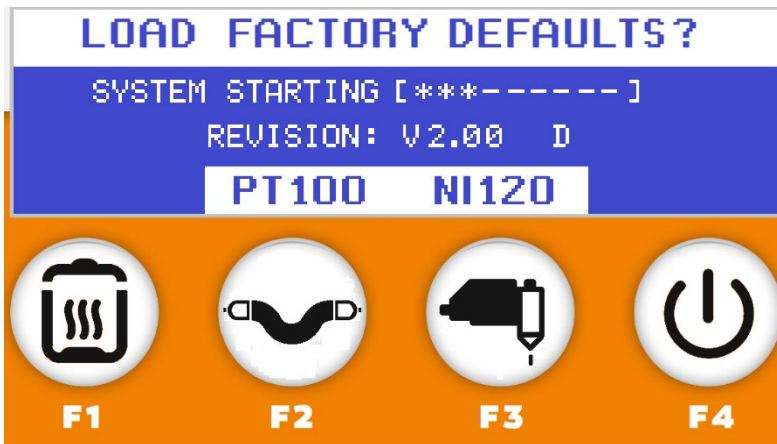 LOAD FACTORY DEFAULTS?
SYSTEM STARTING [***------]
REVISION: V2.00 D
PT100 NI120
F1 F2 F3 F4